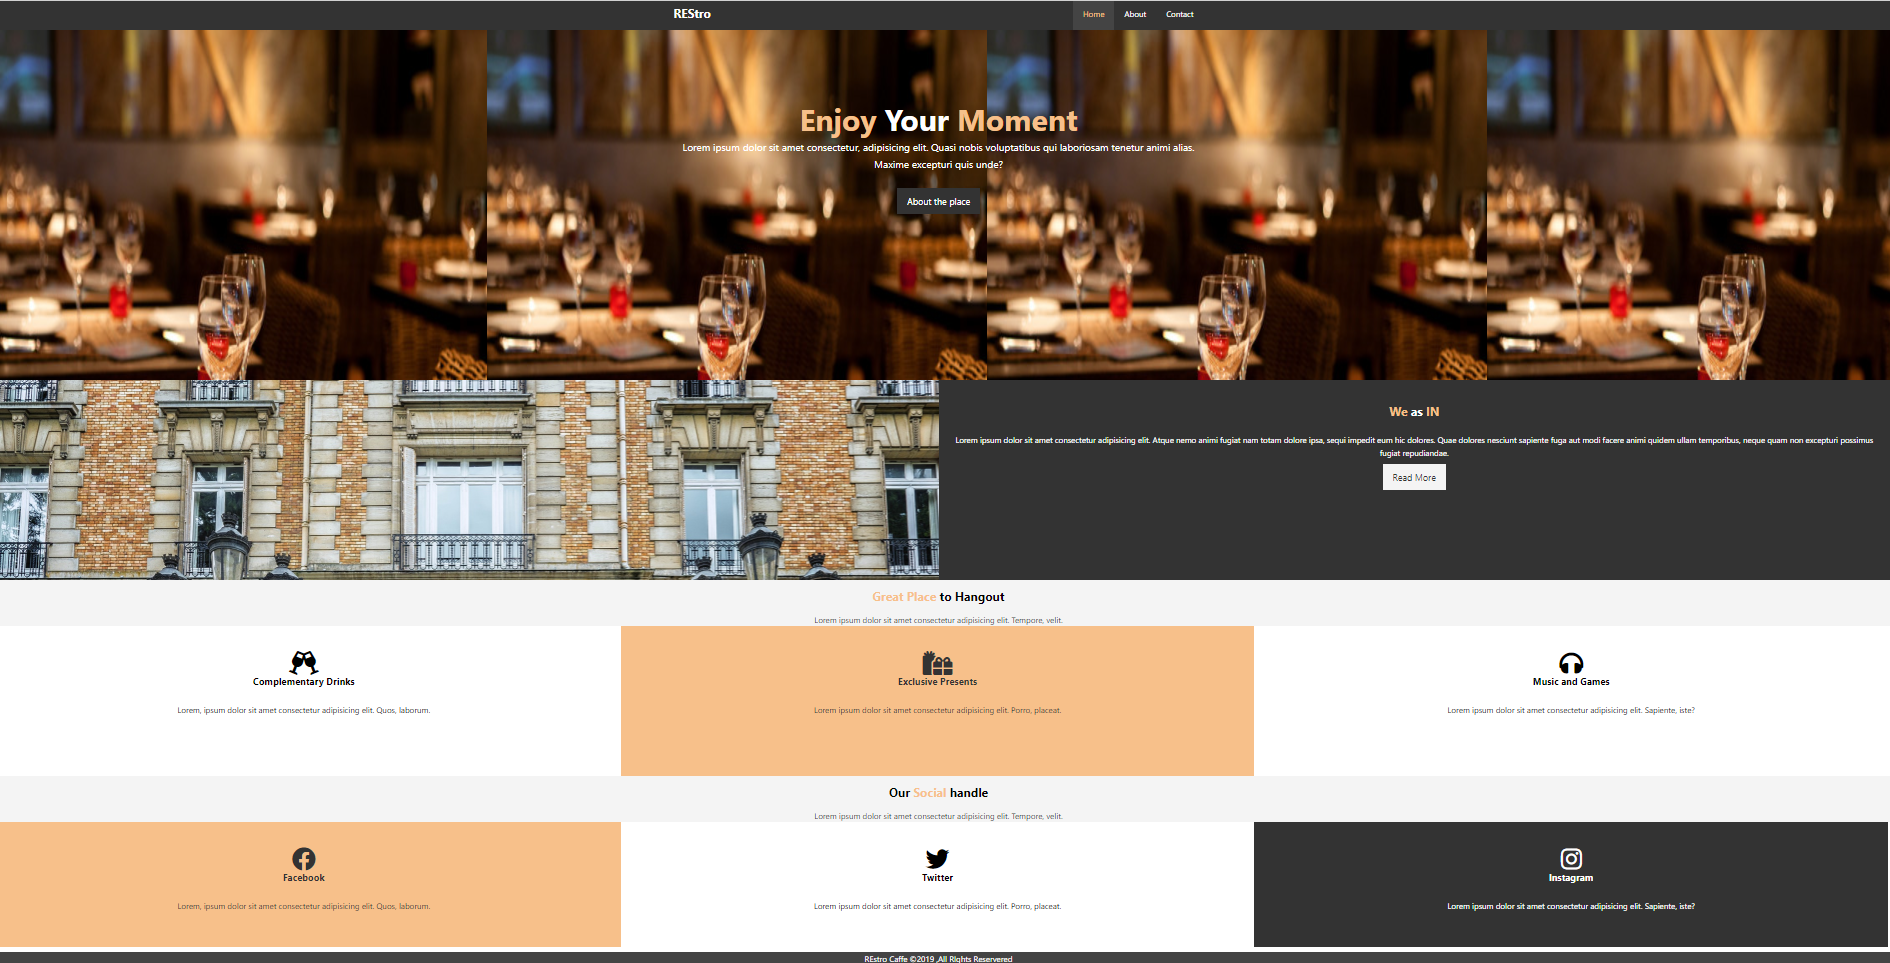 REStro
Home About Contact
Enjoy Your Moment
Lorem ipsum dolor sit amet consectetur, adipisicing elit. Quasi nobis voluptatibus qui laboriosam tenetur animi alias.
Maxime excepturi quis unde?
About the place
We as IN
Lorem ipsum dolor sit amet consectetur adipisicing elit. Atque nemo animi fugiat nam totam dolore ipsa, sequi impedit eum hic dolores. Quae dolores nesciunt sapiente fuga aut modi facere animi quidem ullam temporibus, neque quam non excepturi possimus
fugiat repudiandae.
Read More
Great Place to Hangout
Lorem ipsum dolor sit amet consectetur adipisicing elit. Tempore, velit.
Complementary Drinks
Lorem, ipsum dolor sit amet consectetur adipisicing elit. Quos, laborum.
Exclusive Presents
Lorem ipsum dolor sit amet consectetur adipisicing elit. Porro, placeat.
Music and Games
Lorem ipsum dolor sit amet consectetur adipisicing elit. Sapiente, iste?
Our Social handle
Lorem ipsum dolor sit amet consectetur adipisicing elit. Tempore, velit.
Facebook
Lorem, ipsum dolor sit amet consectetur adipisicing elit. Quos, laborum.
Twitter
Lorem ipsum dolor sit amet consectetur adipisicing elit. Porro, placeat.
Instagram
Lorem ipsum dolor sit amet consectetur adipisicing elit. Sapiente, iste?
REstro Caffe ©2019 ,All RIghts Reservered